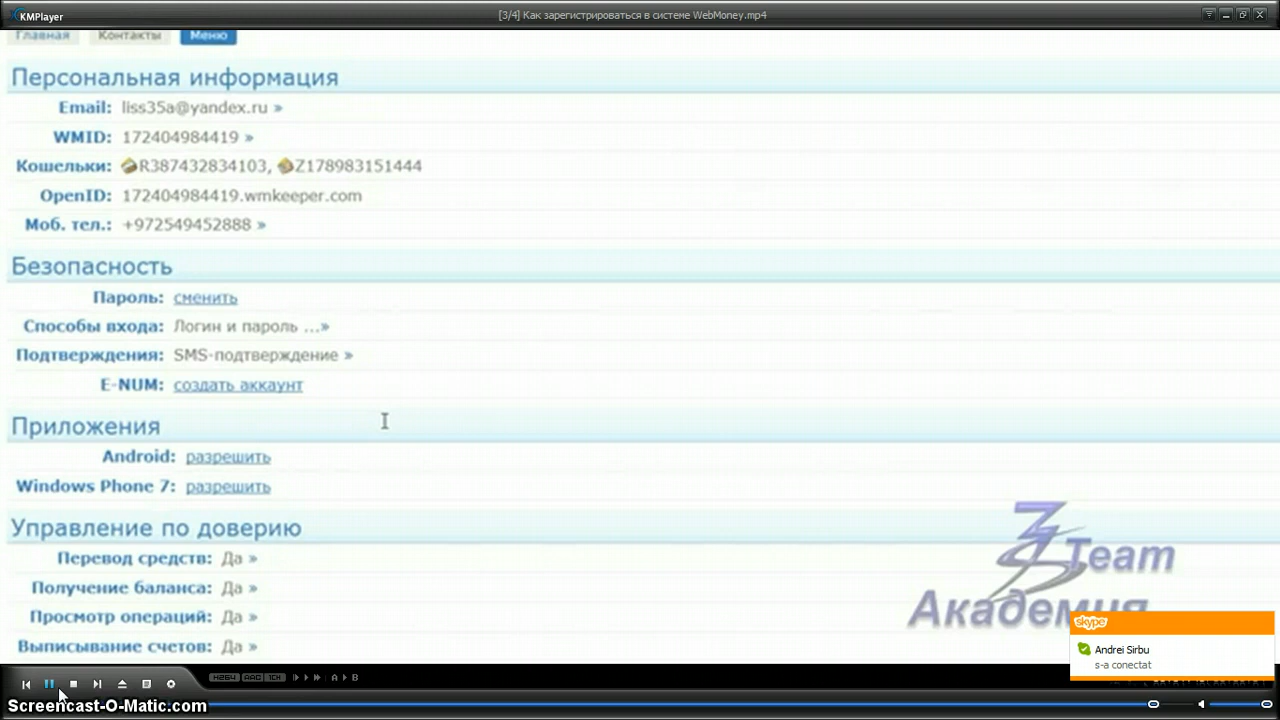 KMPlayer
[3/4] Как зарегистрироваться в системе WebMoney.mp4
Главная Контакты Меню
Персональная информация
Email: liss35a@yandex.ru »
WMID: 172404984419 »
Кошельки: R387432834103, Z178983151444
OpenID: 172404984419.wmkeeper.com
Моб. тел.: +972549452888 »
Безопасность
Пароль: сменить
Способы входа: Логин и пароль ...»
Подтверждения: SMS-подтверждение »
E-NUM: создать аккаунт
Приложения
Android: разрешить
Windows Phone 7: разрешить
Управление по доверию
Перевод средств: Да »
Получение баланса: Да »
Просмотр операций: Да »
Выписывание счетов: Да »
Team
Академия
skype
Andrei Sirbu
s-a conectat
H264 AAC 1CH A B
Screencast-O-Matic.com